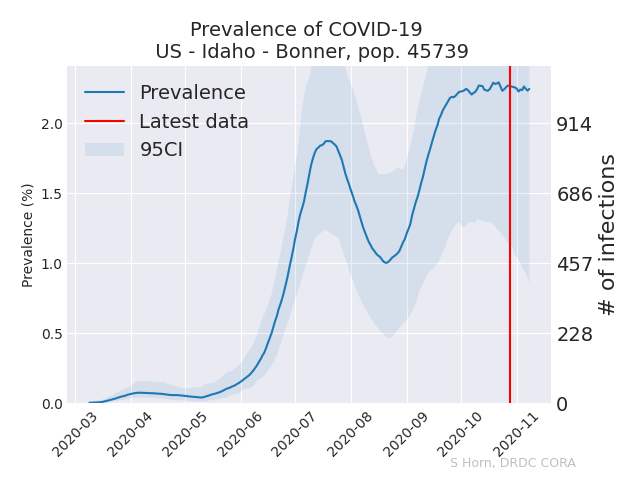 Prevalence of COVID-19
US - Idaho - Bonner, pop. 45739
Prevalence
Latest data
95CI
Prevalence (%)
2.0
1.5
1.0
0.5
0.0
914
686
457
228
0
# of infections
2020-03
2020-04
2020-05
2020-06
2020-07
2020-08
2020-09
2020-10
2020-11
S Horn, DRDC CORA